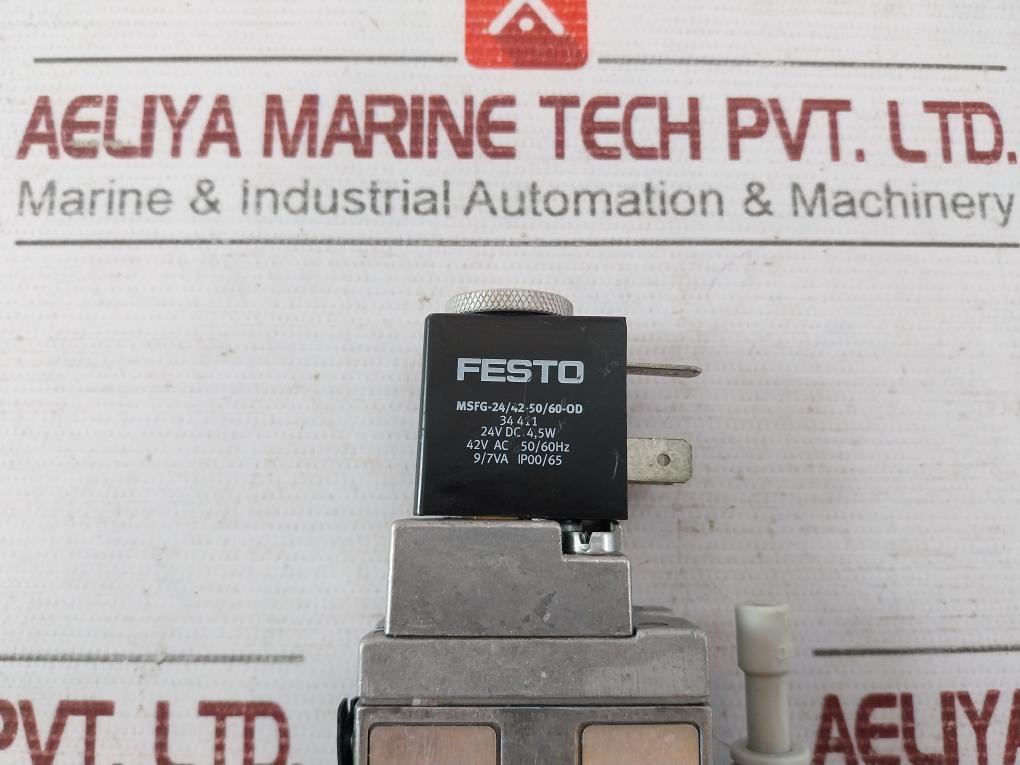 AELIYA MARINE TECH PVT. LTD.
Marine & Industrial Automation & Machinery
FESTO
MSFG-24/42-50/60-OD
34 411
24V DC 4,5W
42V AC 50/60Hz
9/7VA IP00/65
PVT. LTD.
AELIYA